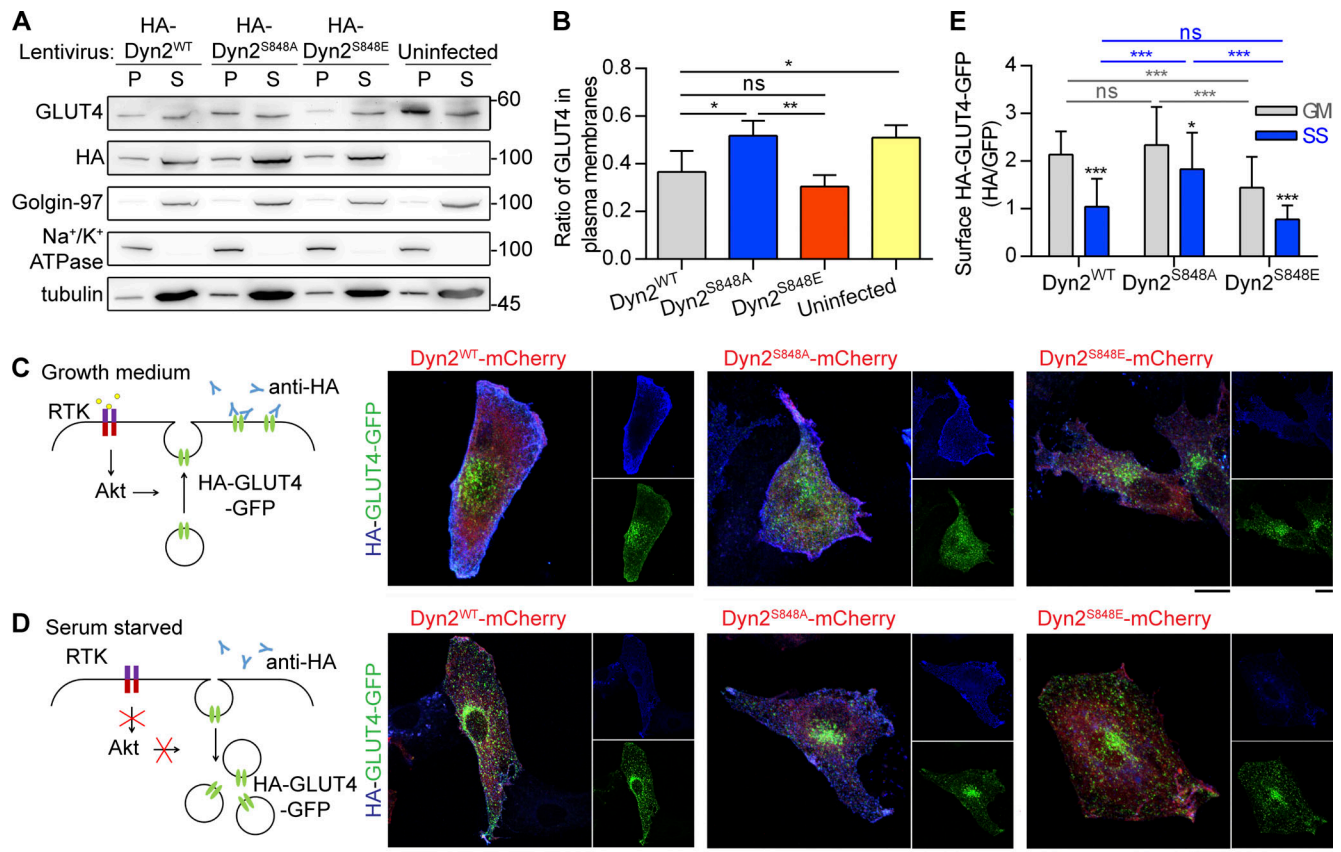 A
HA- HA- HA-
Lentivirus: Dyn2WT Dyn2S848A Dyn2S848E Uninfected
P S P S P S P S
GLUT4 -60
HA -100
Golgin-97 -100
Na+/K+
ATPase -100
tubulin -45
B
Ratio of GLUT4 in
plasma membranes
0.8
0.6
0.4
0.2
0.0
*
ns
* **
Dyn2WT Dyn2S848A Dyn2S848E Uninfected
E
Surface HA-GLUT4-GFP
(HA/GFP)
4
3
2
1
0
ns
*** ***
***
ns ***
GM
SS
*** * ***
Dyn2WT Dyn2S848A Dyn2S848E
C
Growth medium
RTK
anti-HA
Akt
HA-GLUT4
-GFP
HA-GLUT4-GFP
Dyn2WT-mCherry Dyn2S848A-mCherry Dyn2S848E-mCherry
D
Serum starved
RTK
anti-HA
Akt
HA-GLUT4
-GFP
HA-GLUT4-GFP
Dyn2WT-mCherry Dyn2S848A-mCherry Dyn2S848E-mCherry